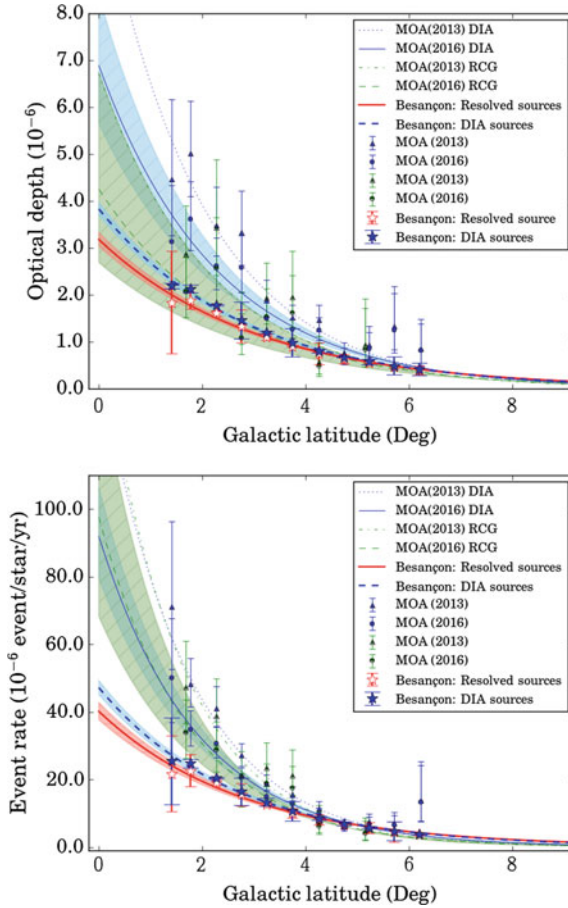 8.0
7.0
6.0
5.0
4.0
3.0
2.0
1.0
0.0
Optical depth (10⁻⁶)
MOA(2013) DIA
MOA(2016) DIA
MOA(2013) RCG
MOA(2016) RCG
Besançon: Resolved sources
Besançon: DIA sources
MOA (2013)
MOA (2016)
MOA (2013)
MOA (2016)
Besançon: Resolved source
Besançon: DIA sources
0 2 4 6 8
Galactic latitude (Deg)
100.0
80.0
60.0
40.0
20.0
0.0
Event rate (10⁻⁶ event/star/yr)
MOA(2013) DIA
MOA(2016) DIA
MOA(2013) RCG
MOA(2016) RCG
Besançon: Resolved sources
Besançon: DIA sources
MOA (2013)
MOA (2016)
MOA (2013)
MOA (2016)
Besançon: Resolved sources
Besançon: DIA sources
0 2 4 6 8
Galactic latitude (Deg)